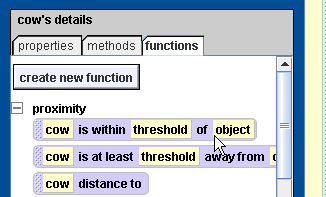 cow's details
properties methods functions
create new function
proximity
cow is within threshold of object
cow is at least threshold away from
cow distance to